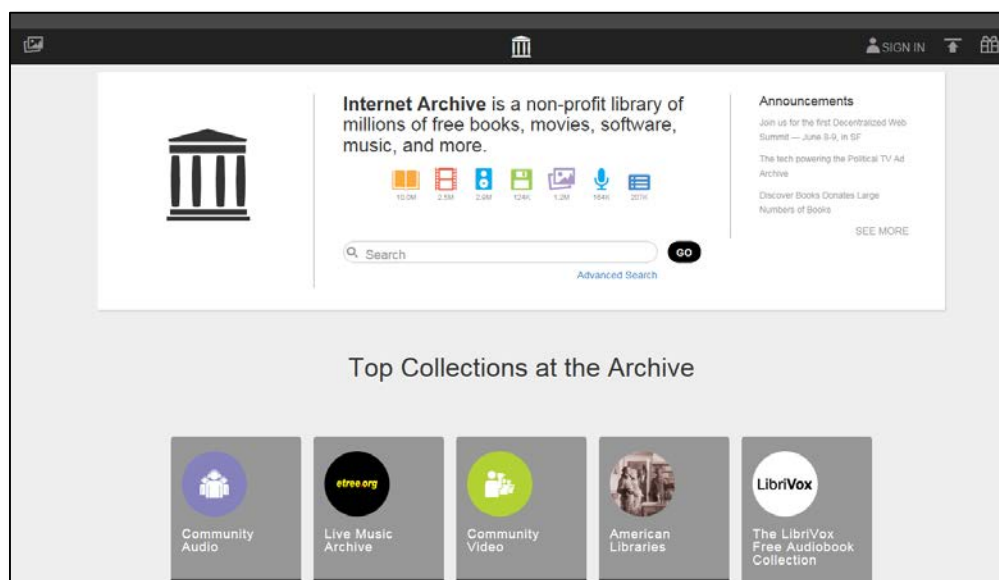 SIGN IN
Internet Archive is a non-profit library of
millions of free books, movies, software,
music, and more.
10.0M 2.5M 2.9M 124K 1.2M 164K 201K
Search
GO
Advanced Search
Announcements
Join us for the first Decentralized Web
Summit — June 8-9, in SF
The tech powering the Political TV Ad
Archive
Discover Books Donates Large
Numbers of Books
SEE MORE
Top Collections at the Archive
Community
Audio
etree.org
Live Music
Archive
Community
Video
American
Libraries
LibriVox
The LibriVox
Free Audiobook
Collection